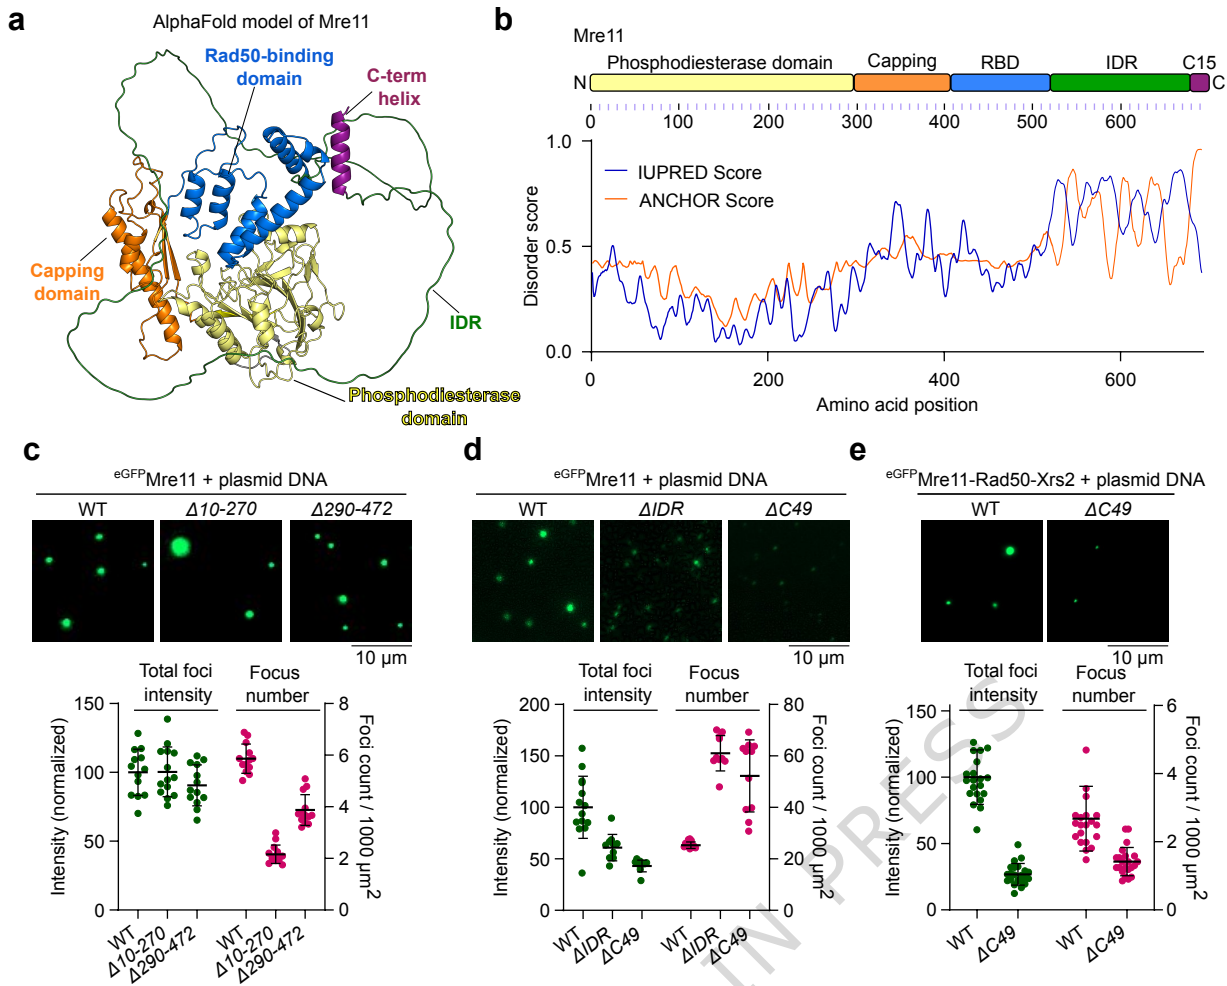 a
AlphaFold model of Mre11
Rad50-binding
domain
C-term
helix
Capping
domain
IDR
Phosphodiesterase
domain
b
Mre11
Phosphodiesterase domain
Capping
RBD
IDR
C15
N
C
0 100 200 300 400 500 600
1.0
0.5
0.0
Disorder score
IUPRED Score
ANCHOR Score
0 200 400 600
Amino acid position
c
eGFPMre11 + plasmid DNA
WT Δ10-270 Δ290-472
10 µm
Total foci
intensity
Focus
number
150
100
50
0
Intensity (normalized)
8
6
4
2
0
Foci count / 1000 µm2
WT
Δ10-270
Δ290-472
WT
Δ10-270
Δ290-472
d
eGFPMre11 + plasmid DNA
WT ΔIDR ΔC49
10 µm
Total foci
intensity
Focus
number
200
150
100
50
0
Intensity (normalized)
80
60
40
20
0
Foci count / 1000 µm2
WT
ΔIDR
ΔC49
WT
ΔIDR
ΔC49
e
eGFPMre11-Rad50-Xrs2 + plasmid DNA
WT ΔC49
10 µm
Total foci
intensity
Focus
number
150
100
50
0
Intensity (normalized)
6
4
2
0
Foci count / 1000 µm2
WT
ΔC49
WT
ΔC49
IN PRESS